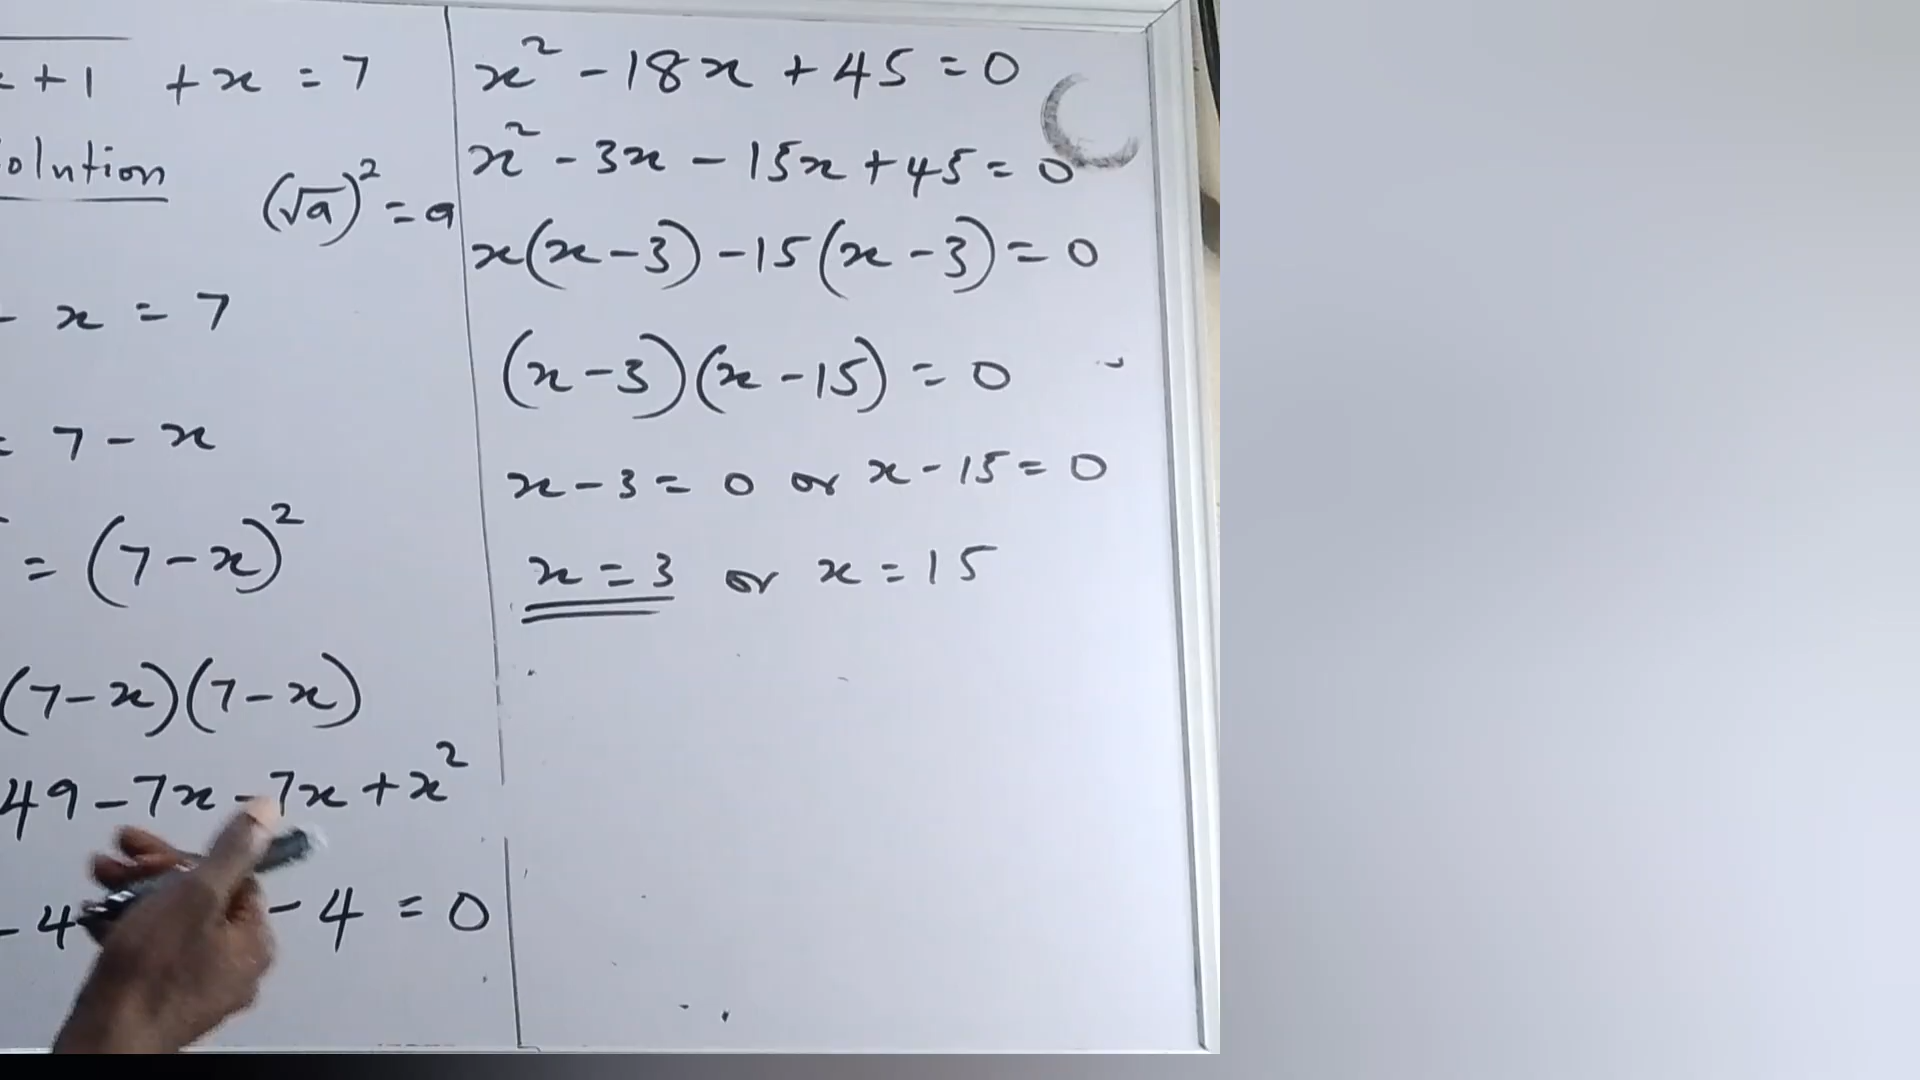 +1 + x = 7
olution
(√a)² = a
- x = 7
= 7 - x
= (7 - x)²
(7 - x)(7 - x)
49 - 7x - 7x + x²
- 4 - 4 = 0
x² - 18x + 45 = 0
x² - 3x - 15x + 45 = 0
x(x - 3) - 15(x - 3) = 0
(x - 3)(x - 15) = 0
x - 3 = 0 or x - 15 = 0
x = 3 or x = 15